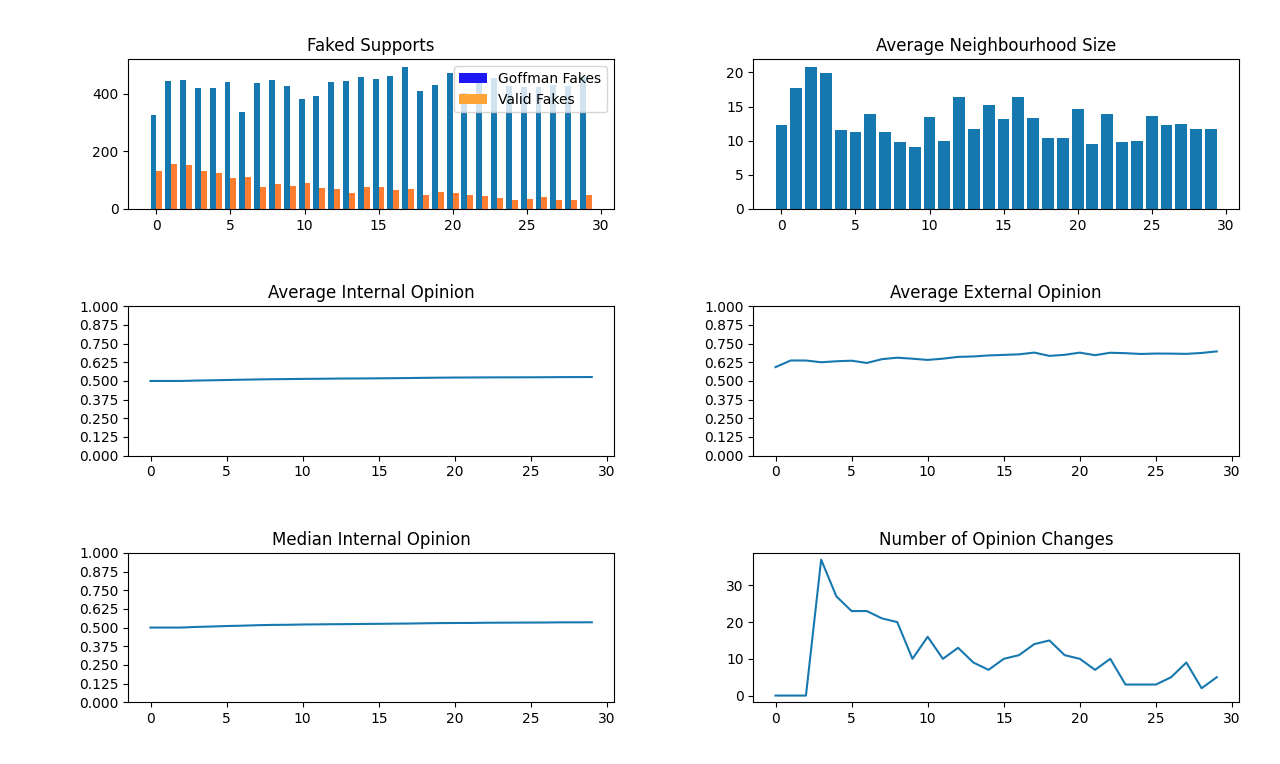 Faked Supports
400
200
0
Goffman Fakes
Valid Fakes
0 5 10 15 20 25 30
Average Neighbourhood Size
20
15
10
5
0
0 5 10 15 20 25 30
Average Internal Opinion
1.000
0.875
0.750
0.625
0.500
0.375
0.250
0.125
0.000
0 5 10 15 20 25 30
Average External Opinion
1.000
0.875
0.750
0.625
0.500
0.375
0.250
0.125
0.000
0 5 10 15 20 25 30
Median Internal Opinion
1.000
0.875
0.750
0.625
0.500
0.375
0.250
0.125
0.000
0 5 10 15 20 25 30
Number of Opinion Changes
30
20
10
0
0 5 10 15 20 25 30